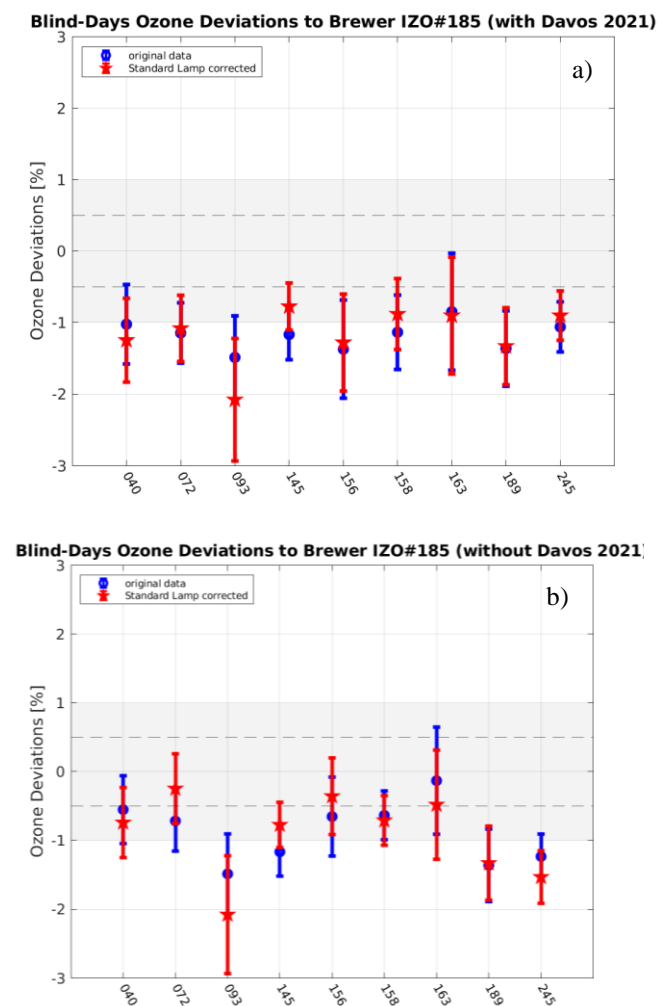 Blind-Days Ozone Deviations to Brewer IZO#185 (with Davos 2021)
3
original data
Standard Lamp corrected
a)
2
1
0
-1
-2
-3
Ozone Deviations [%]
040 072 093 145 156 158 163 189 245
Blind-Days Ozone Deviations to Brewer IZO#185 (without Davos 2021)
3
original data
Standard Lamp corrected
b)
2
1
0
-1
-2
-3
Ozone Deviations [%]
040 072 093 145 156 158 163 189 245